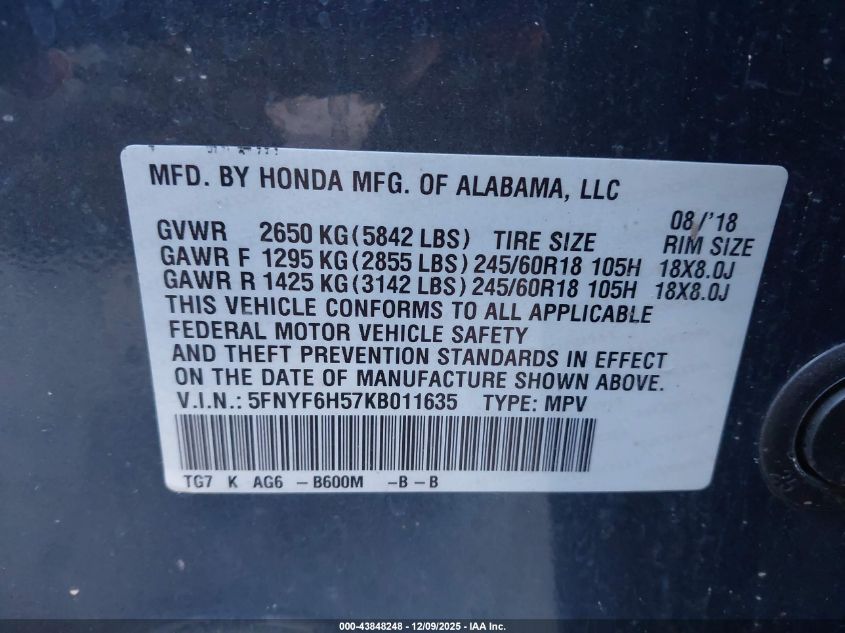 MFD. BY HONDA MFG. OF ALABAMA, LLC
08/'18
GVWR 2650 KG(5842 LBS) TIRE SIZE RIM SIZE
GAWR F 1295 KG(2855 LBS) 245/60R18 105H 18X8.0J
GAWR R 1425 KG(3142 LBS) 245/60R18 105H 18X8.0J
THIS VEHICLE CONFORMS TO ALL APPLICABLE
FEDERAL MOTOR VEHICLE SAFETY
AND THEFT PREVENTION STANDARDS IN EFFECT
ON THE DATE OF MANUFACTURE SHOWN ABOVE.
V.I.N.: 5FNYF6H57KB011635 TYPE: MPV
TG7 K AG6 -B600M -B-B
000-43848248 - 12/09/2025 - IAA Inc.